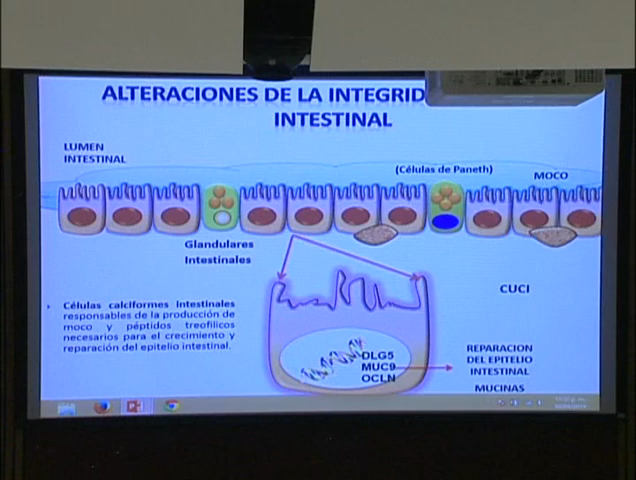 ALTERACIONES DE LA INTEGRID
INTESTINAL
LUMEN
INTESTINAL
(Células de Paneth)
MOCO
Glandulares
Intestinales
CUCI
Células calciformes intestinales
responsables de la producción de
moco y péptidos treofilicos
necesarios para el crecimiento y
reparación del epitelio intestinal.
DLG5
MUC9
OCLN
REPARACION
DEL EPITELIO
INTESTINAL
MUCINAS